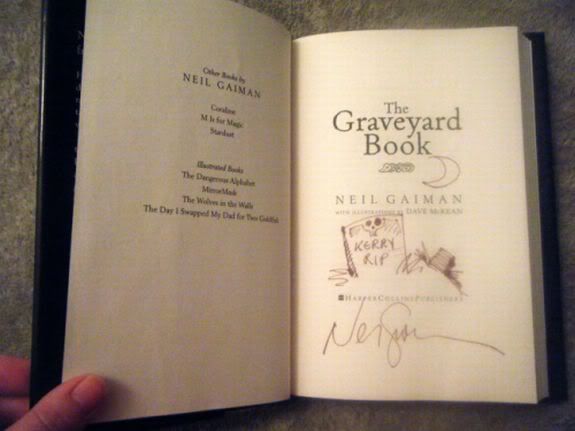 Other Books by
NEIL GAIMAN
Coraline
M Is for Magic
Stardust
Illustrated Books
The Dangerous Alphabet
MirrorMask
The Wolves in the Walls
The Day I Swapped My Dad for Two Goldfish
The
Graveyard
Book
NEIL GAIMAN
WITH ILLUSTRATIONS BY DAVE MCKEAN
KERRY
RIP
HARPERCOLLINSPUBLISHERS
Neil Gaiman